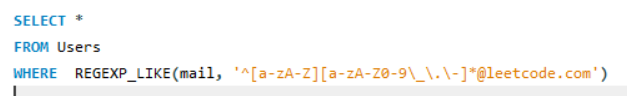 SELECT *
FROM Users
WHERE  REGEXP_LIKE(mail, '^[a-zA-Z][a-zA-Z0-9\_\.\-]*@leetcode.com')